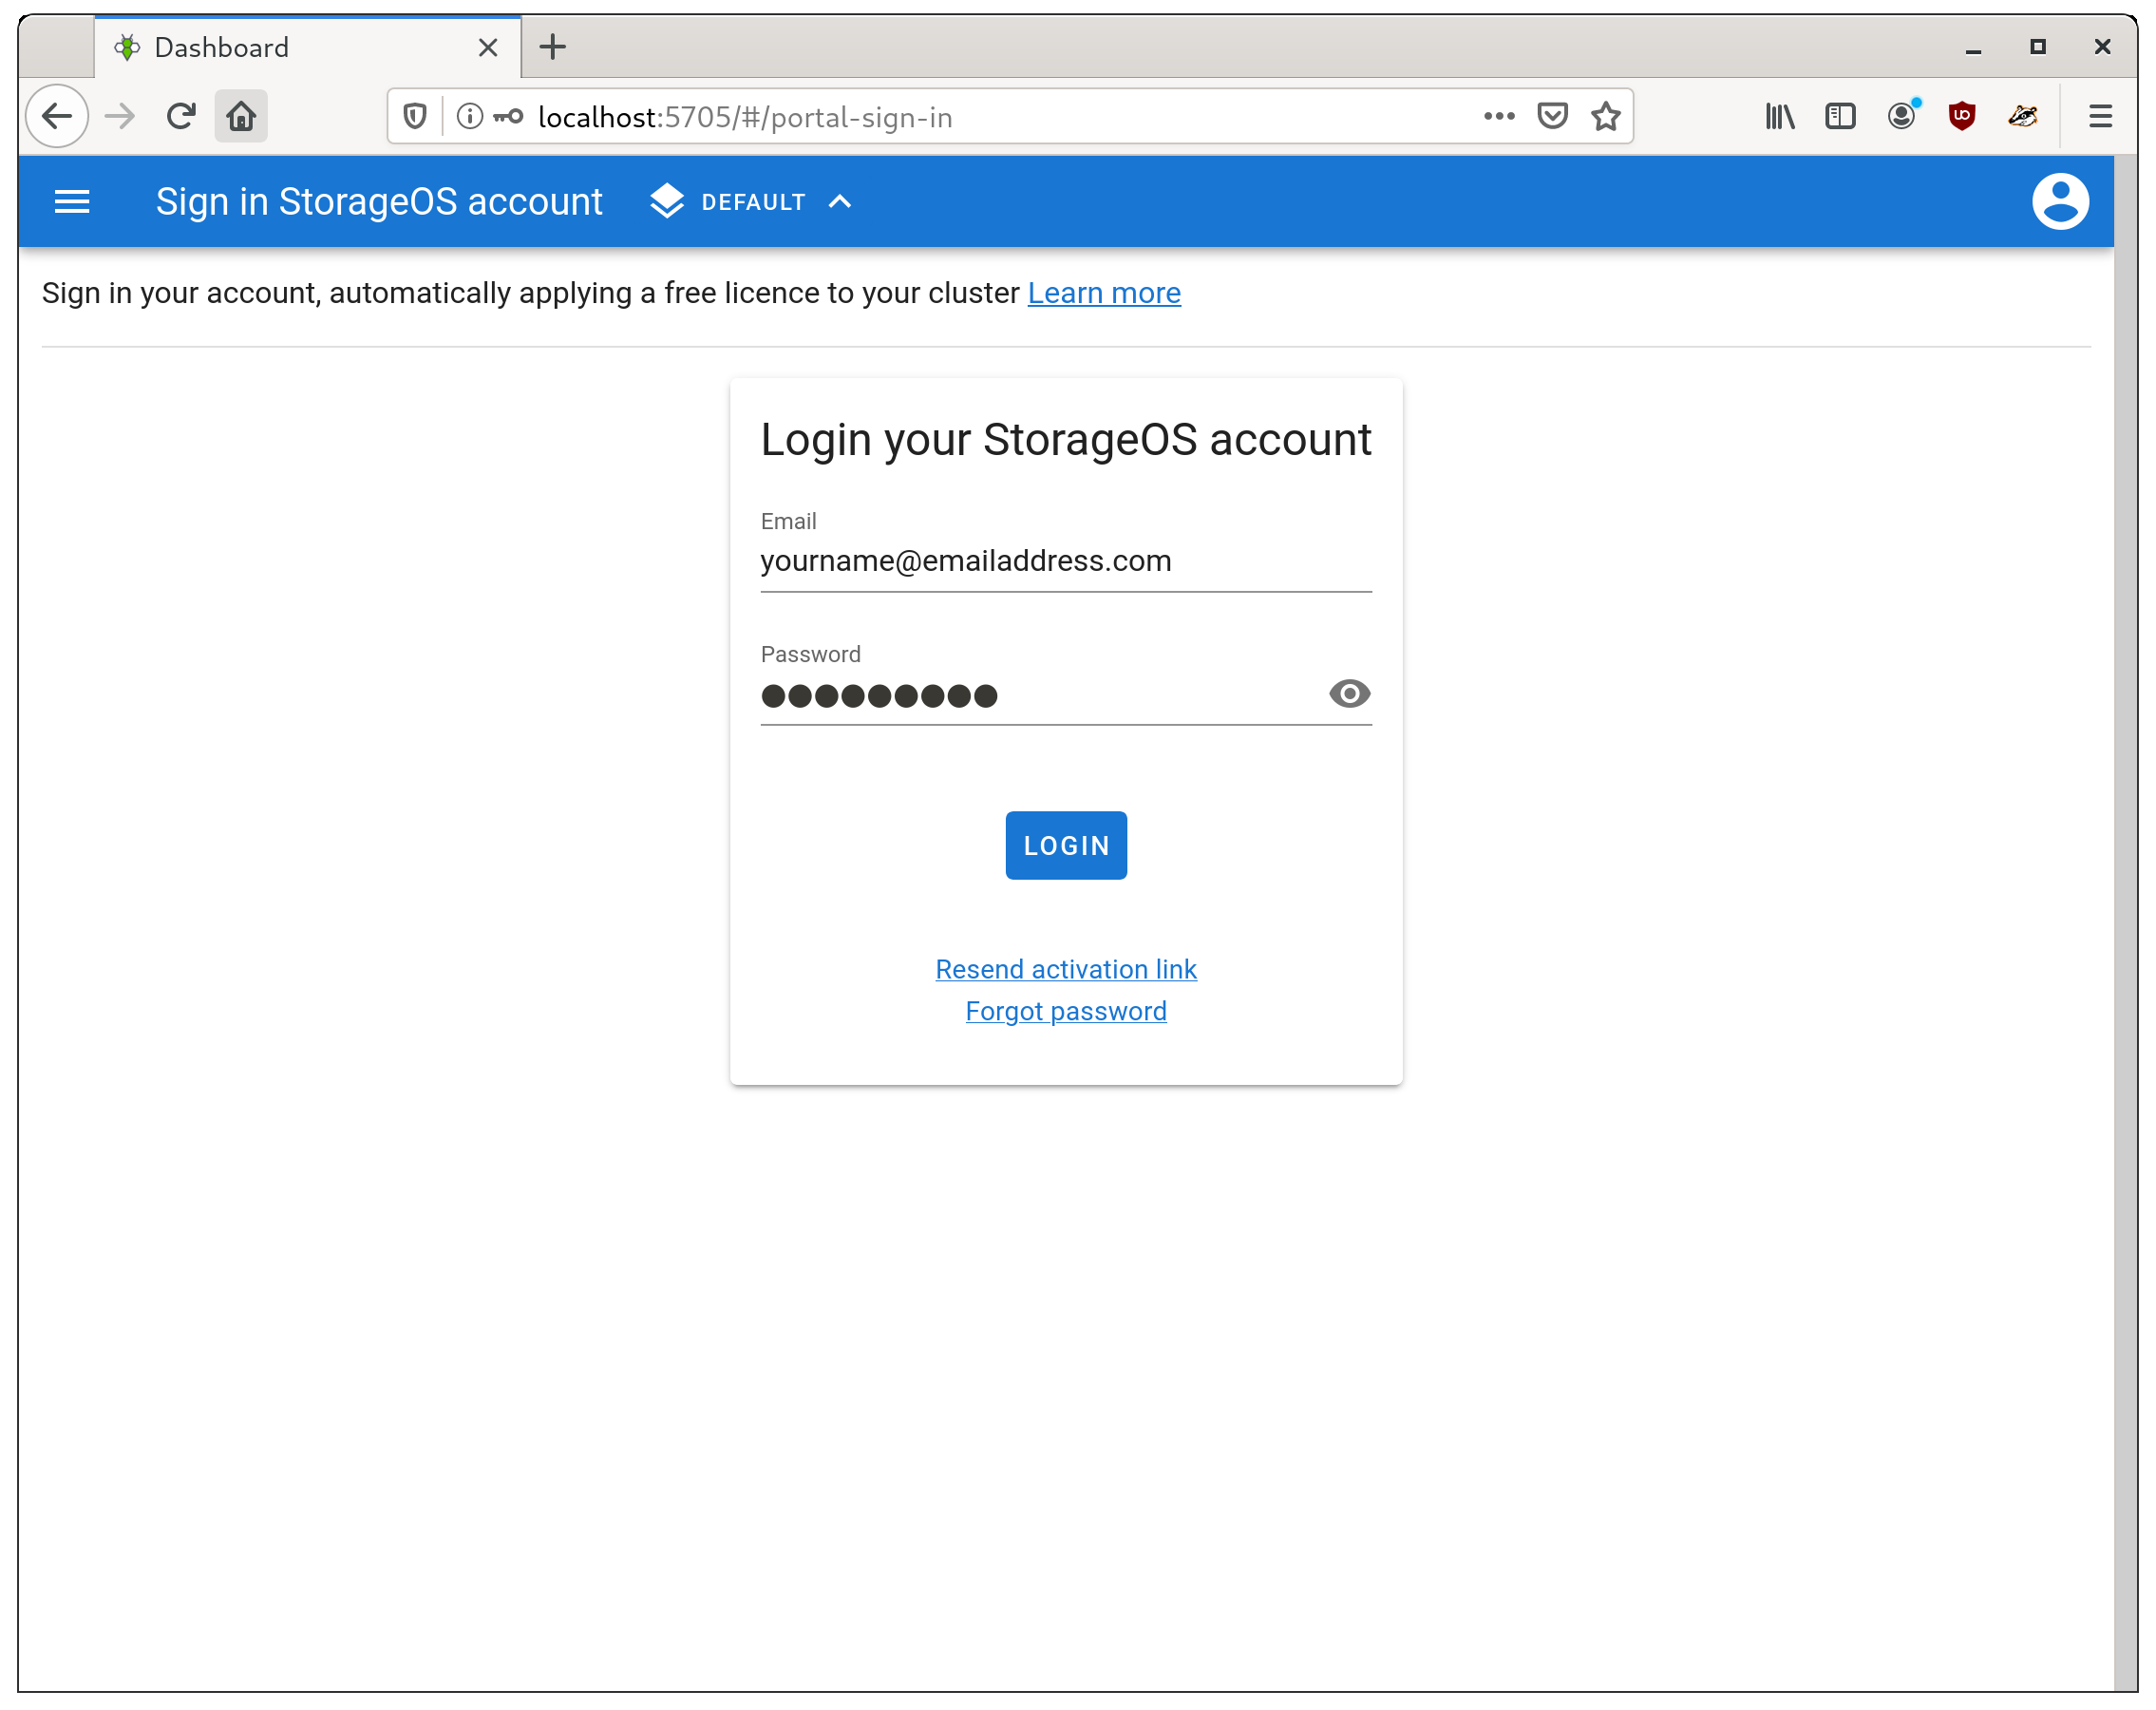 Dashboard
localhost:5705/#/portal-sign-in
Sign in StorageOS account DEFAULT
Sign in your account, automatically applying a free licence to your cluster Learn more
Login your StorageOS account
Email
yourname@emailaddress.com
Password
LOGIN
Resend activation link
Forgot password